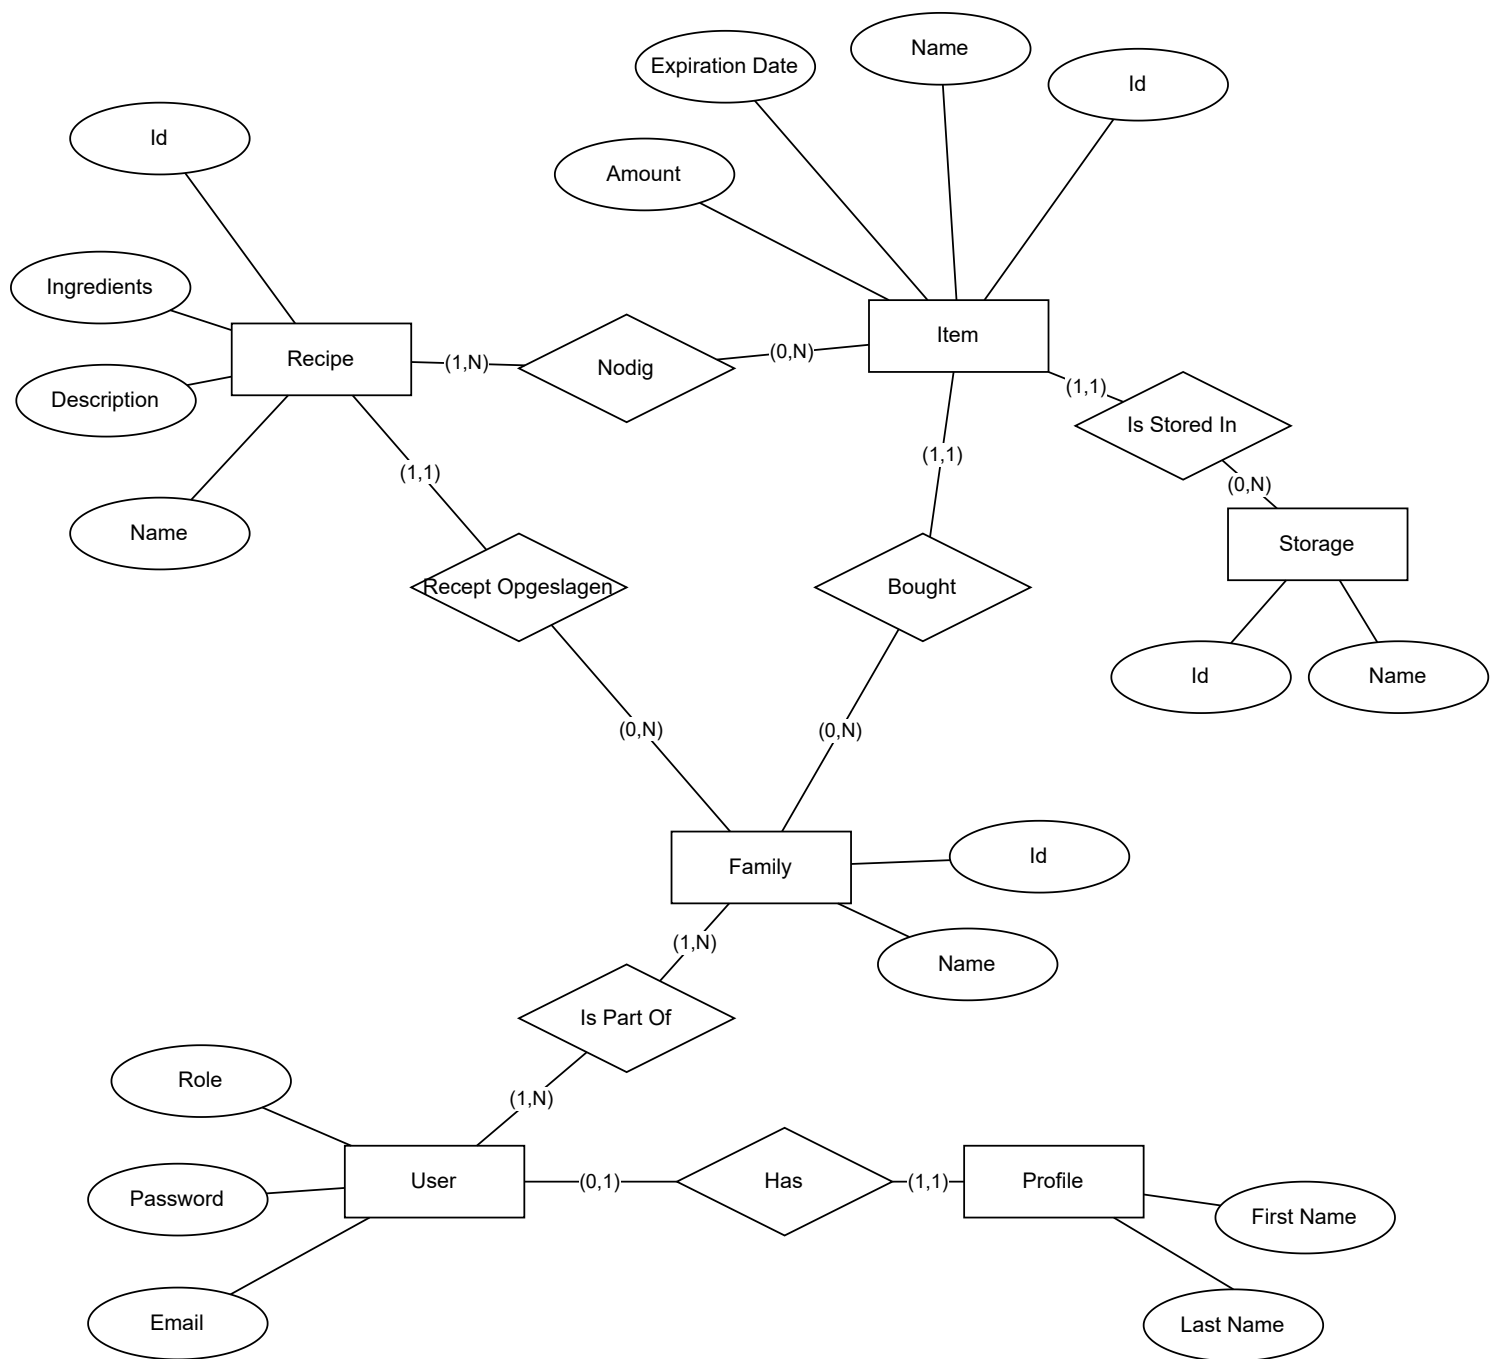 Name
Expiration Date
Id
Id
Amount
Ingredients
Item
Recipe
(1,N)
Nodig
(0,N)
(1,1)
Description
Is Stored In
(1,1)
(1,1)
(0,N)
Name
Storage
Recept Opgeslagen
Bought
Id
Name
(0,N)
(0,N)
Family
Id
(1,N)
Name
Is Part Of
Role
(1,N)
User
(0,1)
Has
(1,1)
Profile
Password
First Name
Email
Last Name